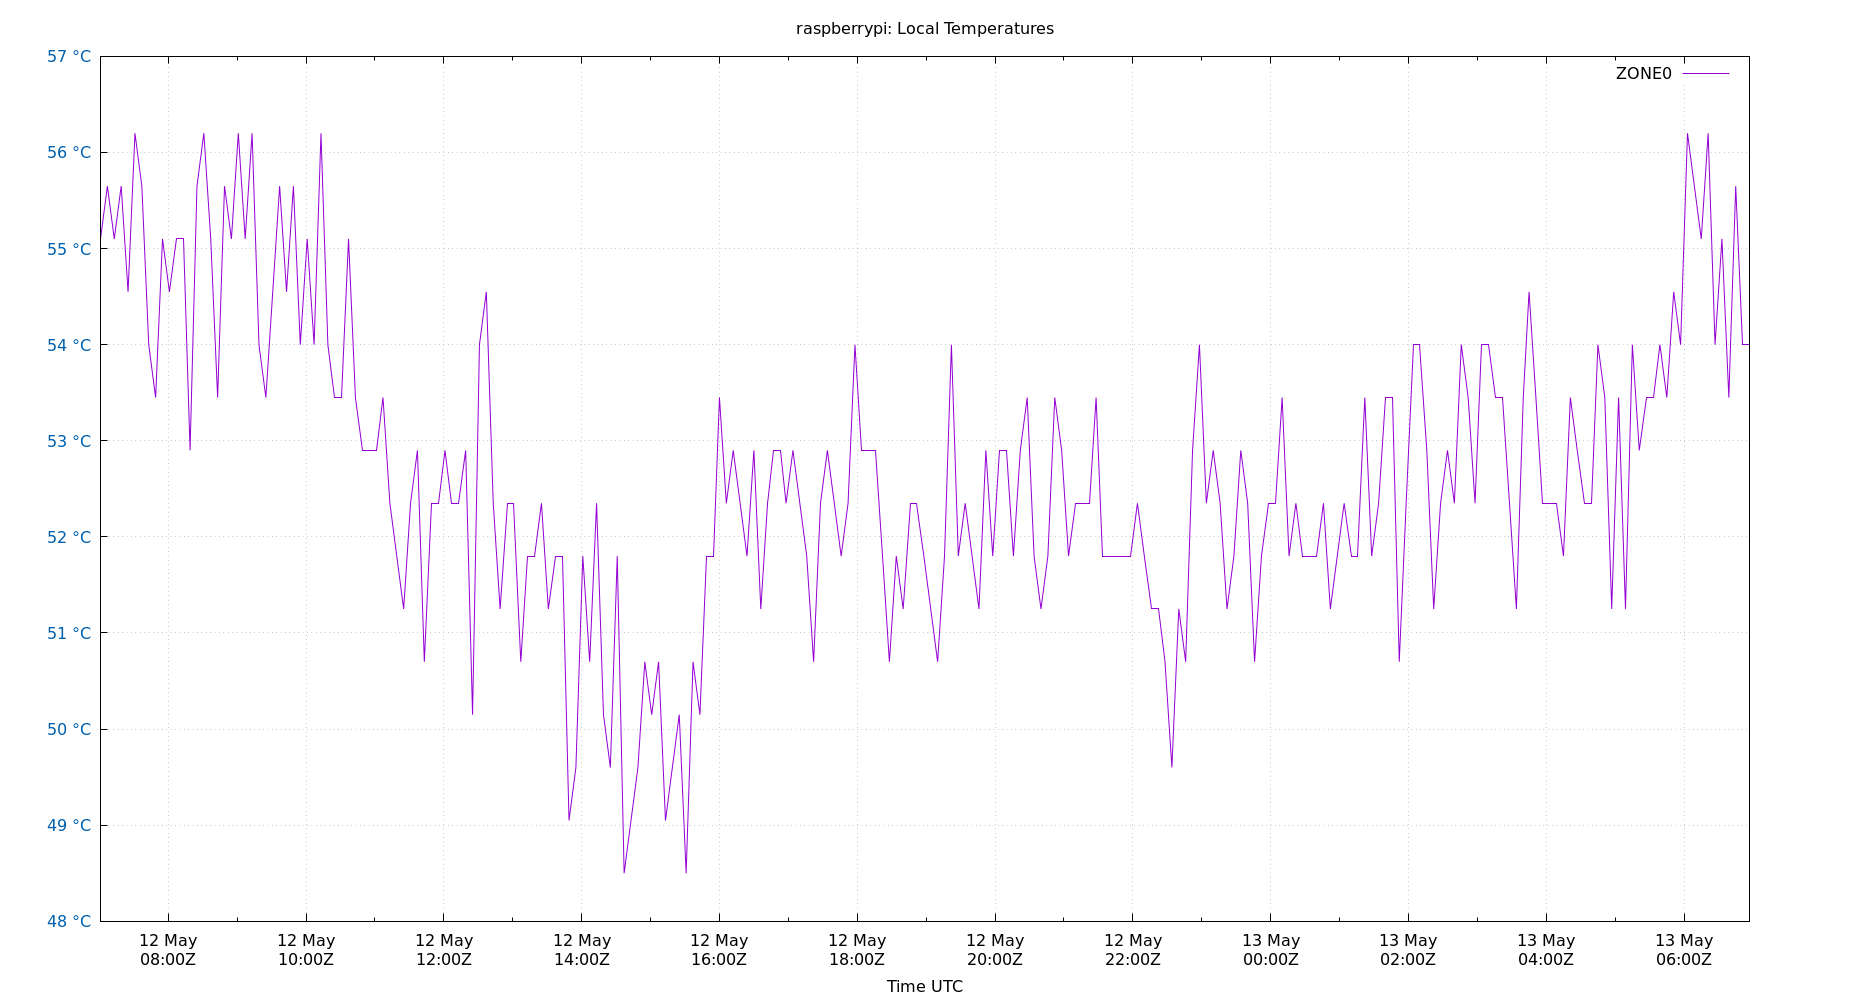 raspberrypi: Local Temperatures
57 °C
ZONE0
56 °C
55 °C
54 °C
53 °C
52 °C
51 °C
50 °C
49 °C
48 °C
12 May 12 May 12 May 12 May 12 May 12 May 12 May 12 May 13 May 13 May 13 May 13 May
08:00Z 10:00Z 12:00Z 14:00Z 16:00Z 18:00Z 20:00Z 22:00Z 00:00Z 02:00Z 04:00Z 06:00Z
Time UTC